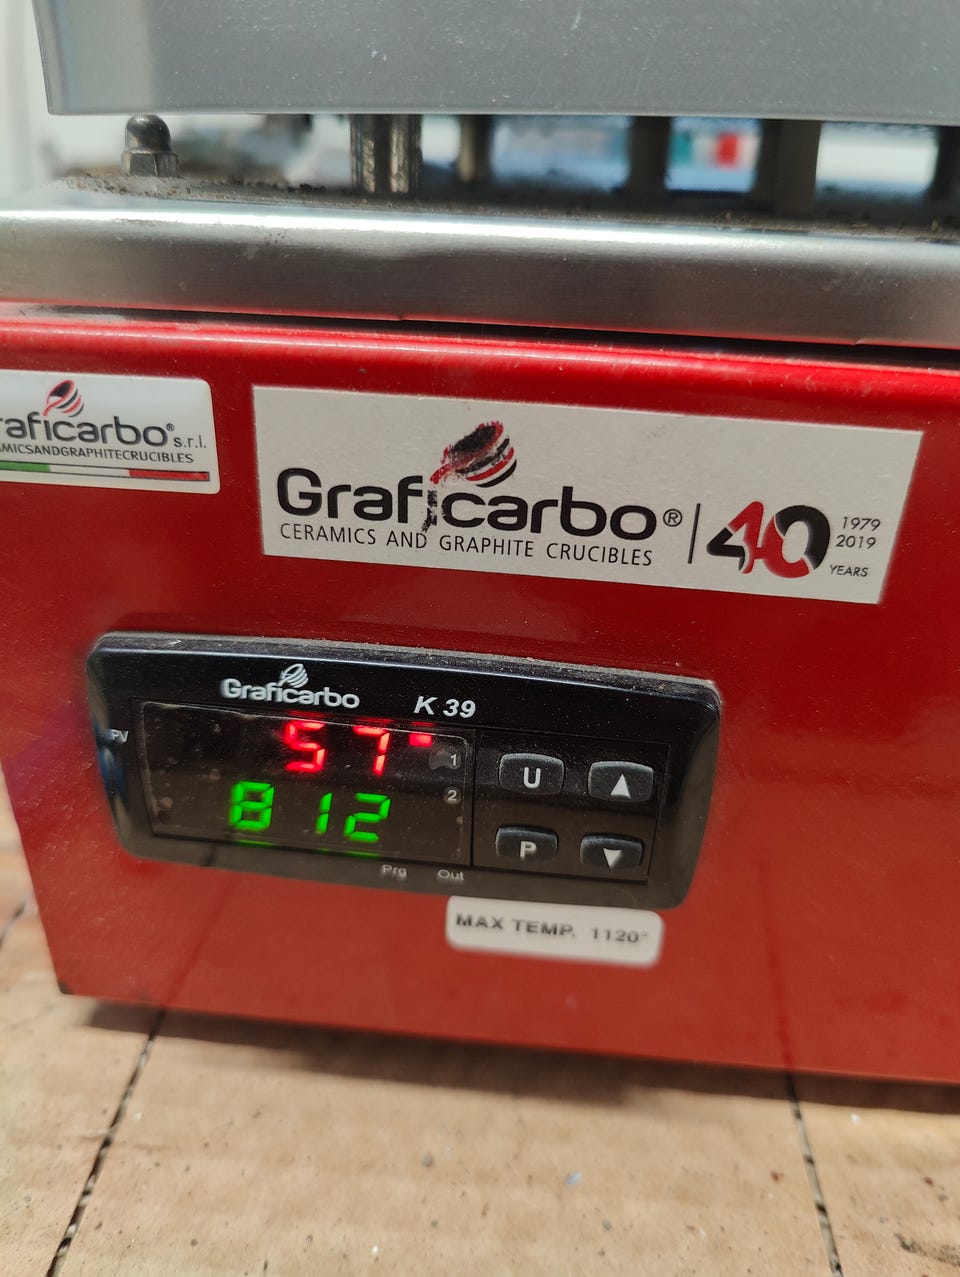 raficarbo® s.r.l.
AMICSANDGRAPHITECRUCIBLES
Graficarbo®
CERAMICS AND GRAPHITE CRUCIBLES
40
1979
2019
YEARS
Graficarbo
K 39
PV
57
1
812
2
U
P
Prg
Out
MAX TEMP. 1120°